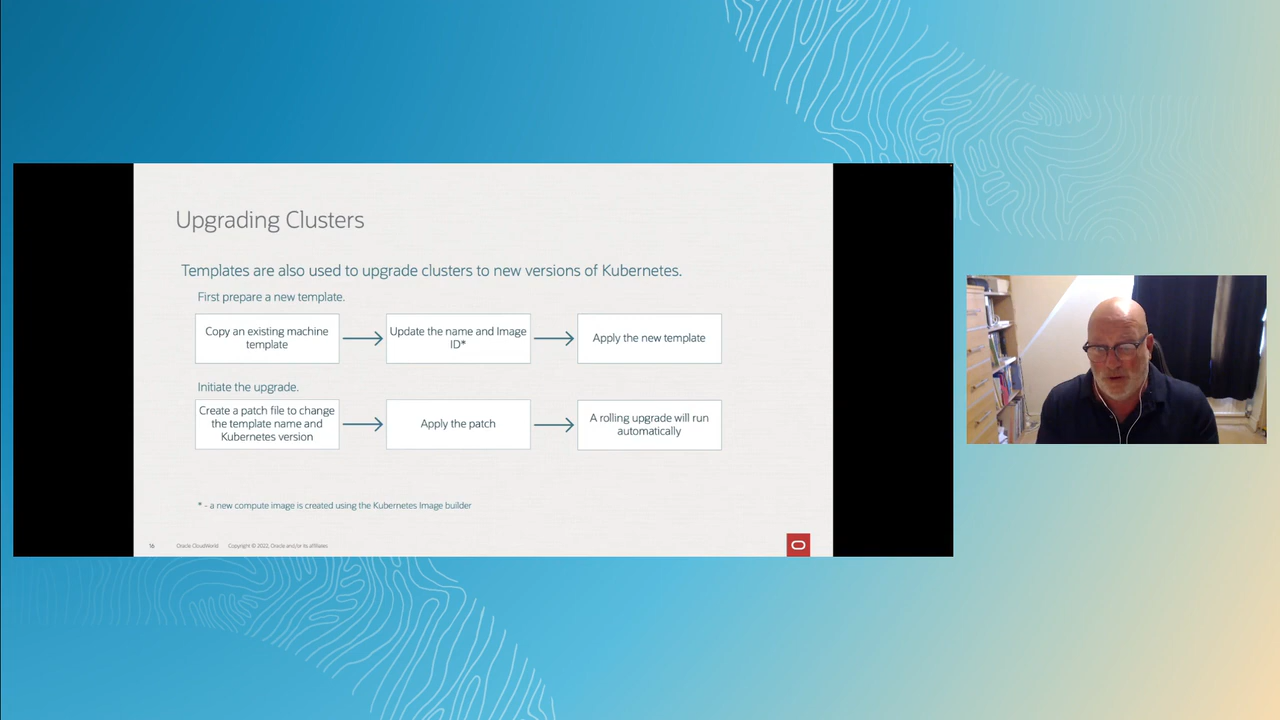 Upgrading Clusters
Templates are also used to upgrade clusters to new versions of Kubernetes.
First prepare a new template.
Copy an existing machine
template
Update the name and Image
ID*
Apply the new template
Initiate the upgrade.
Create a patch file to change
the template name and
Kubernetes version
Apply the patch
A rolling upgrade will run
automatically
* - a new compute image is created using the Kubernetes Image builder
16 Oracle CloudWorld Copyright © 2022, Oracle and/or its affiliates